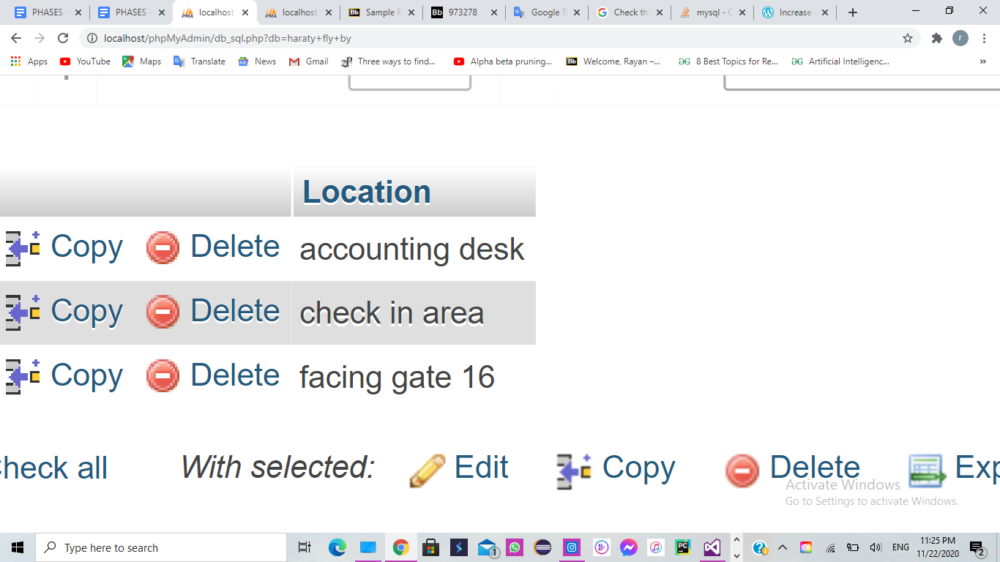 PHASES - PHASES - localhost localhost Sample P 973278 Google T Check the mysql - C Increase
localhost/phpMyAdmin/db_sql.php?db=haraty+fly+by r
Apps YouTube Maps Translate News Gmail Three ways to find... Alpha beta pruning... Bb Welcome, Rayan –... 8 Best Topics for Re... Artificial Intelligenc... »
Location
Copy Delete accounting desk
Copy Delete check in area
Copy Delete facing gate 16
heck all With selected: Edit Copy Delete Exp
Activate Windows
Go to Settings to activate Windows.
Type here to search 1 ENG 11:25 PM
11/22/2020 2